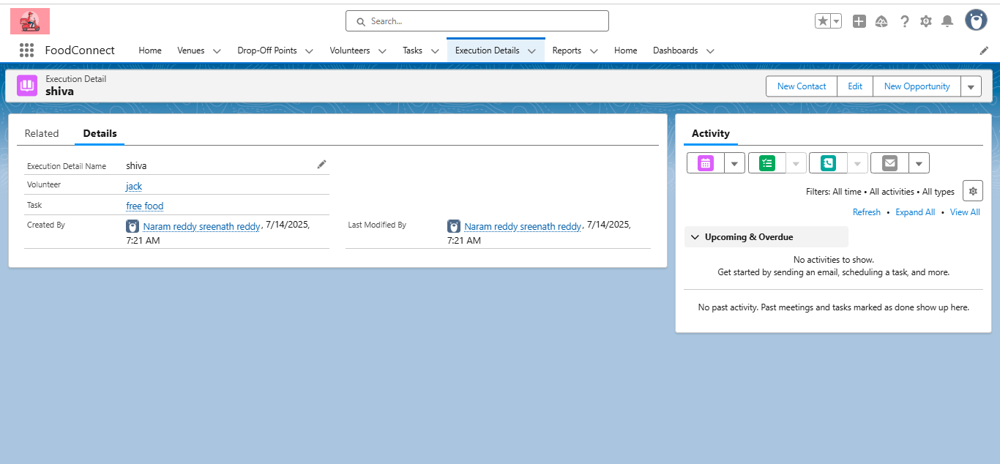 Search...
FoodConnect Home Venues Drop-Off Points Volunteers Tasks Execution Details Reports Home Dashboards
Execution Detail
shiva
New Contact Edit New Opportunity
Related Details
Execution Detail Name shiva
Volunteer jack
Task free food
Created By Naram reddy sreenath reddy, 7/14/2025,
7:21 AM
Last Modified By Naram reddy sreenath reddy, 7/14/2025,
7:21 AM
Activity
Filters: All time • All activities • All types
Refresh • Expand All • View All
Upcoming & Overdue
No activities to show.
Get started by sending an email, scheduling a task, and more.
No past activity. Past meetings and tasks marked as done show up here.